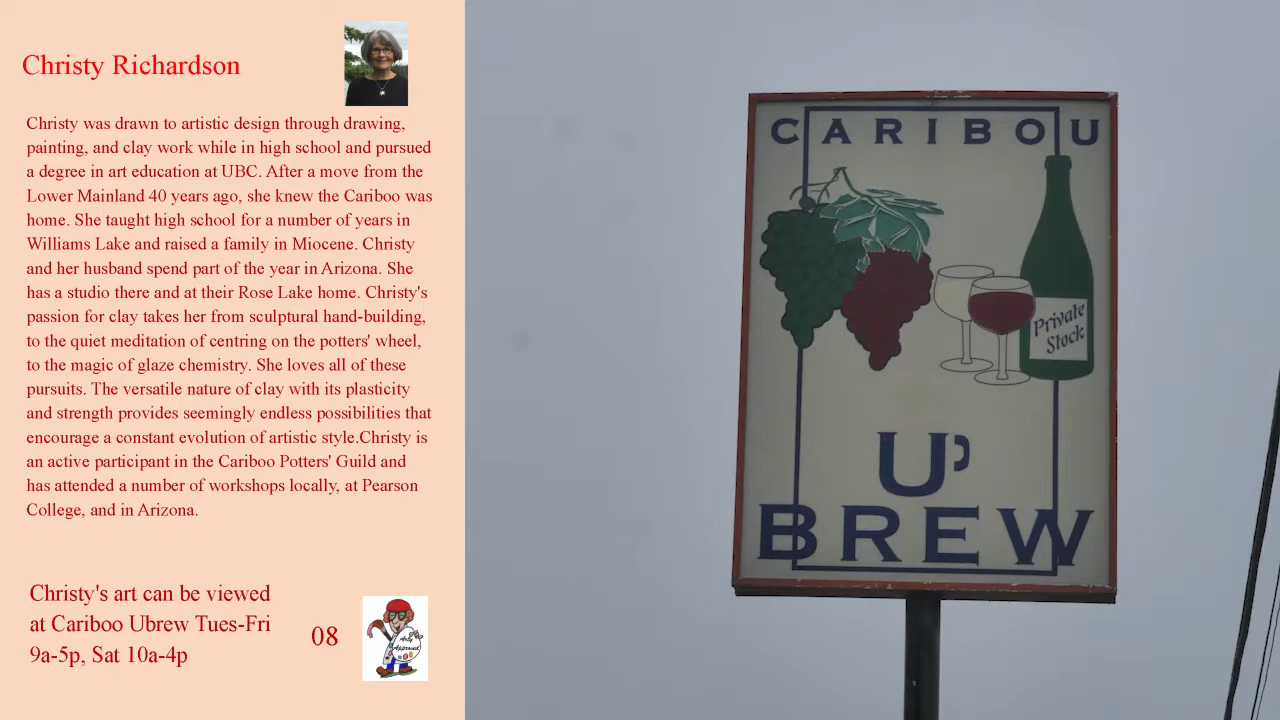 Christy Richardson
Christy was drawn to artistic design through drawing,
painting, and clay work while in high school and pursued
a degree in art education at UBC. After a move from the
Lower Mainland 40 years ago, she knew the Cariboo was
home. She taught high school for a number of years in
Williams Lake and raised a family in Miocene. Christy
and her husband spend part of the year in Arizona. She
has a studio there and at their Rose Lake home. Christy's
passion for clay takes her from sculptural hand-building,
to the quiet meditation of centring on the potters' wheel,
to the magic of glaze chemistry. She loves all of these
pursuits. The versatile nature of clay with its plasticity
and strength provides seemingly endless possibilities that
encourage a constant evolution of artistic style.Christy is
an active participant in the Cariboo Potters' Guild and
has attended a number of workshops locally, at Pearson
College, and in Arizona.
Christy's art can be viewed
at Cariboo Ubrew Tues-Fri
9a-5p, Sat 10a-4p
08
Arty
Approved
CARIBOU
Private
Stock
U
BREW